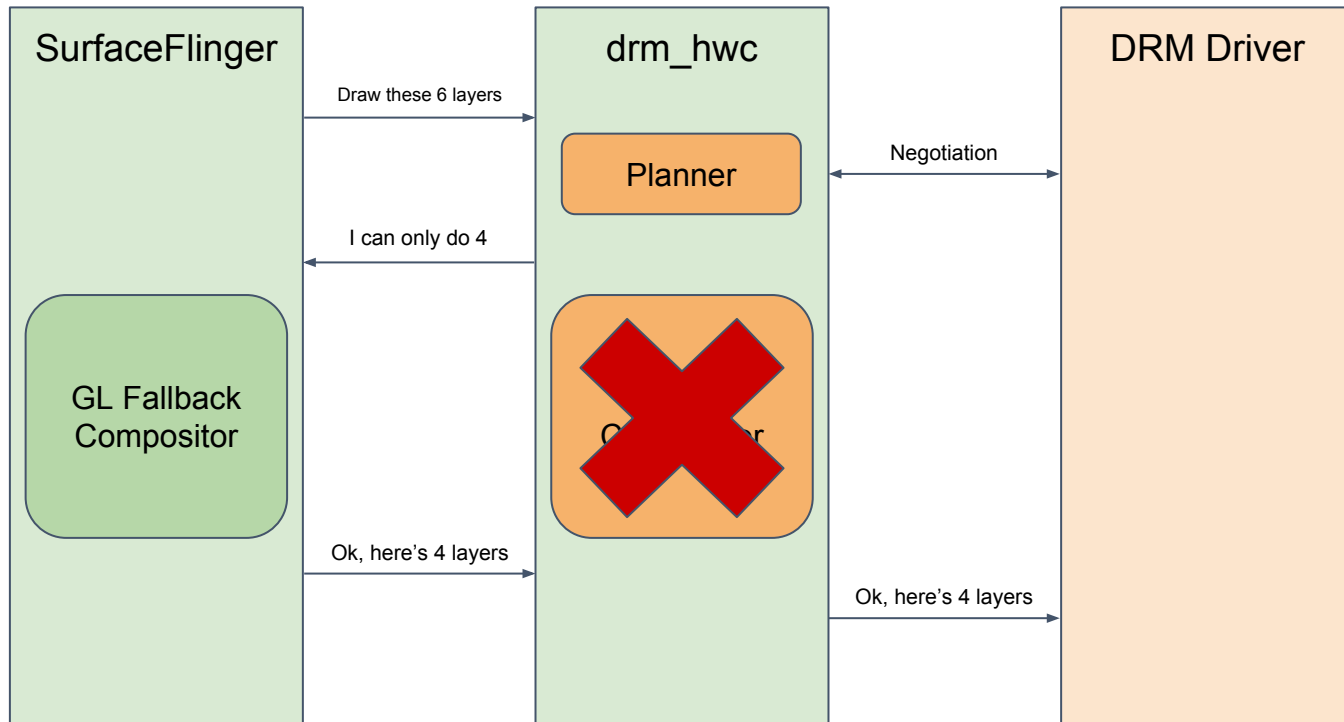 SurfaceFlinger
drm_hwc
DRM Driver
Draw these 6 layers
Negotiation
Planner
I can only do 4
GL Fallback
Compositor
Ok, here's 4 layers
Ok, here's 4 layers